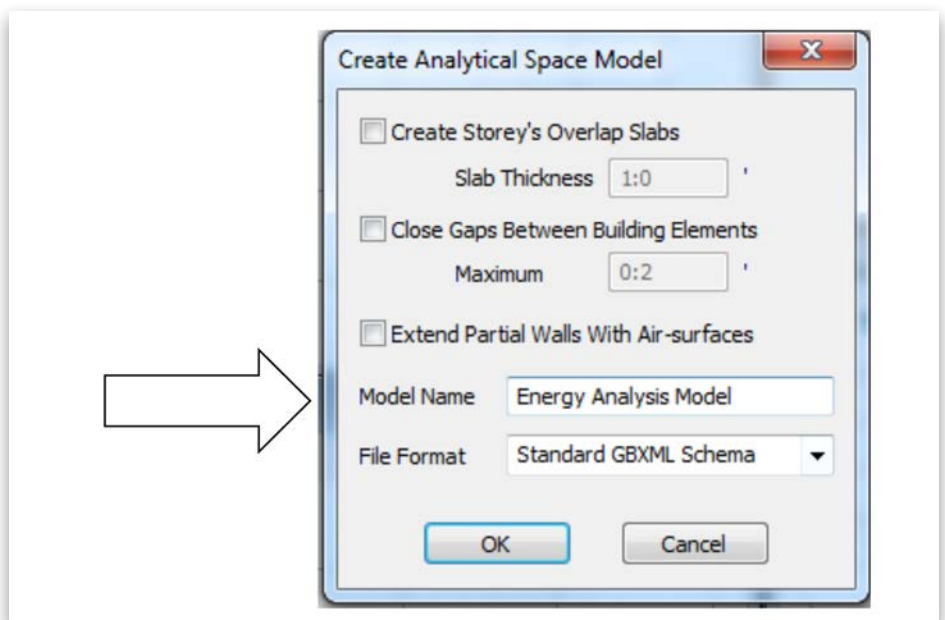 Create Analytical Space Model
Create Storey's Overlap Slabs
Slab Thickness 1:0 '
Close Gaps Between Building Elements
Maximum 0:2 '
Extend Partial Walls With Air-surfaces
Model Name Energy Analysis Model
File Format Standard GBXML Schema
OK Cancel